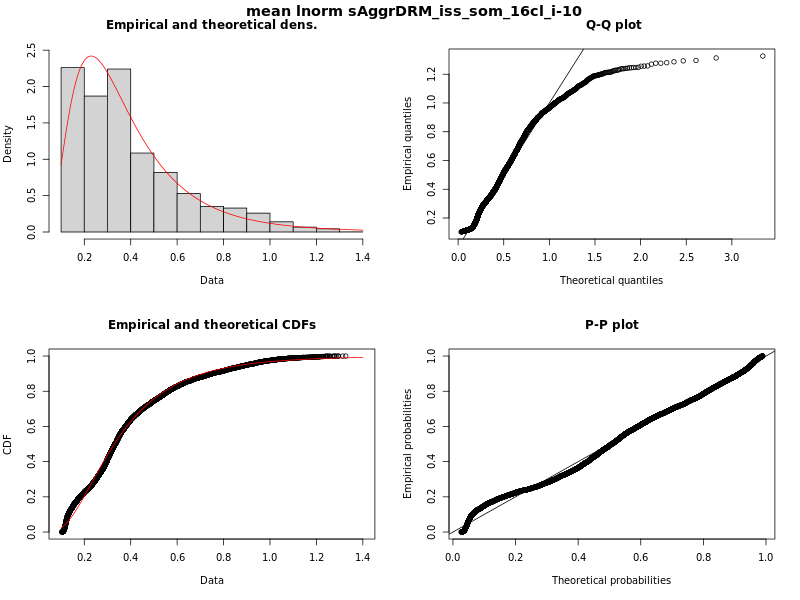 mean lnorm sAggrDRM_iss_som_16cl_i-10
Empirical and theoretical dens.
Density
0.0 0.5 1.0 1.5 2.0 2.5
0.2 0.4 0.6 0.8 1.0 1.2 1.4
Data
Q-Q plot
Empirical quantiles
0.2 0.4 0.6 0.8 1.0 1.2
0.0 0.5 1.0 1.5 2.0 2.5 3.0
Theoretical quantiles
Empirical and theoretical CDFs
CDF
0.0 0.2 0.4 0.6 0.8 1.0
0.2 0.4 0.6 0.8 1.0 1.2 1.4
Data
P-P plot
Empirical probabilities
0.0 0.2 0.4 0.6 0.8 1.0
0.0 0.2 0.4 0.6 0.8 1.0
Theoretical probabilities